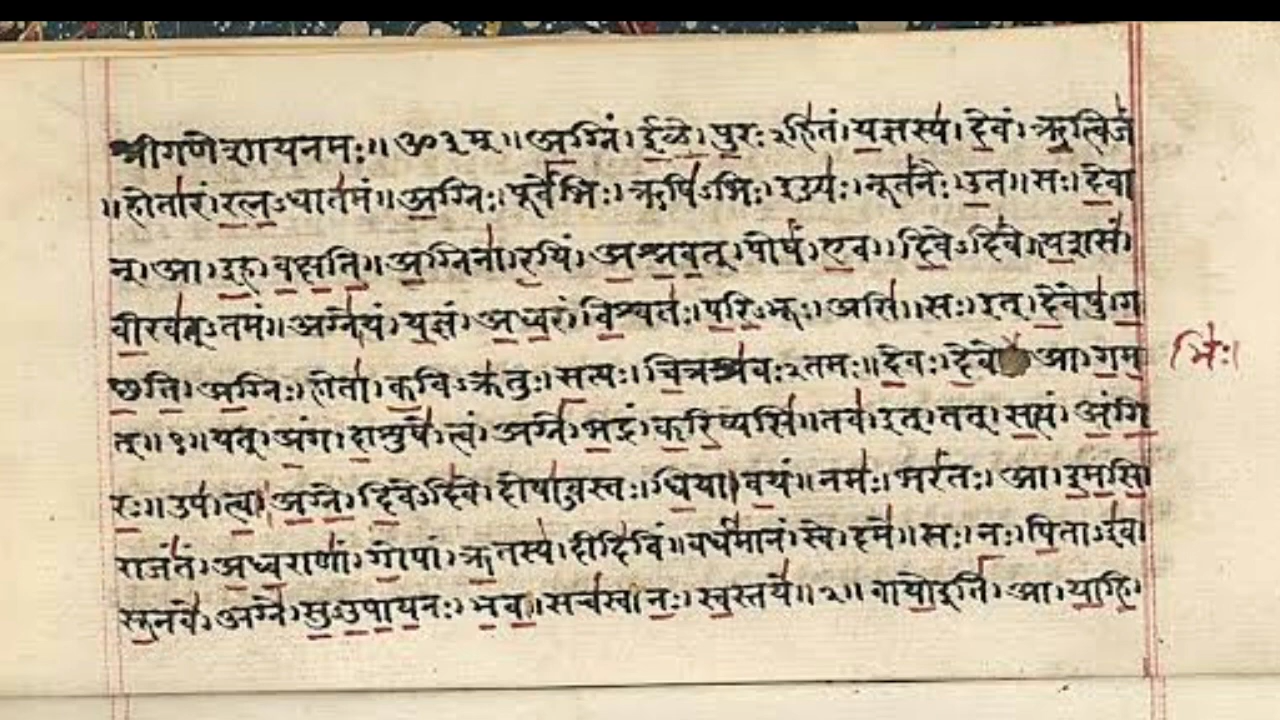 श्रीगणेशायनमः॥ॐ३म्॥अग्निं।ईळे।पुरः२हितं।यज्ञस्य।देवं।ऋत्विजं
॥होतारं।रत्नऽधातमं॥अग्निः।पूर्वेभिः।ऋषिऽभिः।ईड्यः।नूतनैः।उत॥सः।देवा
न्।आ।इह।वक्षति॥अग्निना।रयिं।अश्नवत्।पोषं।एव।दिवेऽदिवे॥यशसं
वीरवत्ऽतमं॥अग्ने।यं।यज्ञं।अध्वरं।विश्वतः।परिऽभूः।असि॥सः।इत्।देवेषु।ग
च्छति।अग्निः।होता।कविऽक्रतुः।सत्यः।चित्रश्रवः२तमः॥देवः।देवे आ।गम
त्॥१॥यत्।अंग।दाशुषे।त्वं।अग्ने।भद्रं।करिष्यसि॥तव।इत्।तत्।सत्यं।अंगि
रः॥उप।त्वा।अग्ने।दिवेऽदिवे।दोषाऽवस्तः।धिया।वयं॥नमः।भरंतः।आ।इमसि
राजंतं।अध्वराणां।गोपां।ऋतस्य।दीदिविं॥वर्धमानं।स्वे।दमे॥सः।नः।पिताऽइव।
सूनवे।अग्ने।सुऽउपायनः।भव॥सचस्व।नः।स्वस्तये॥२॥वायो आ।याहि।
भिः।